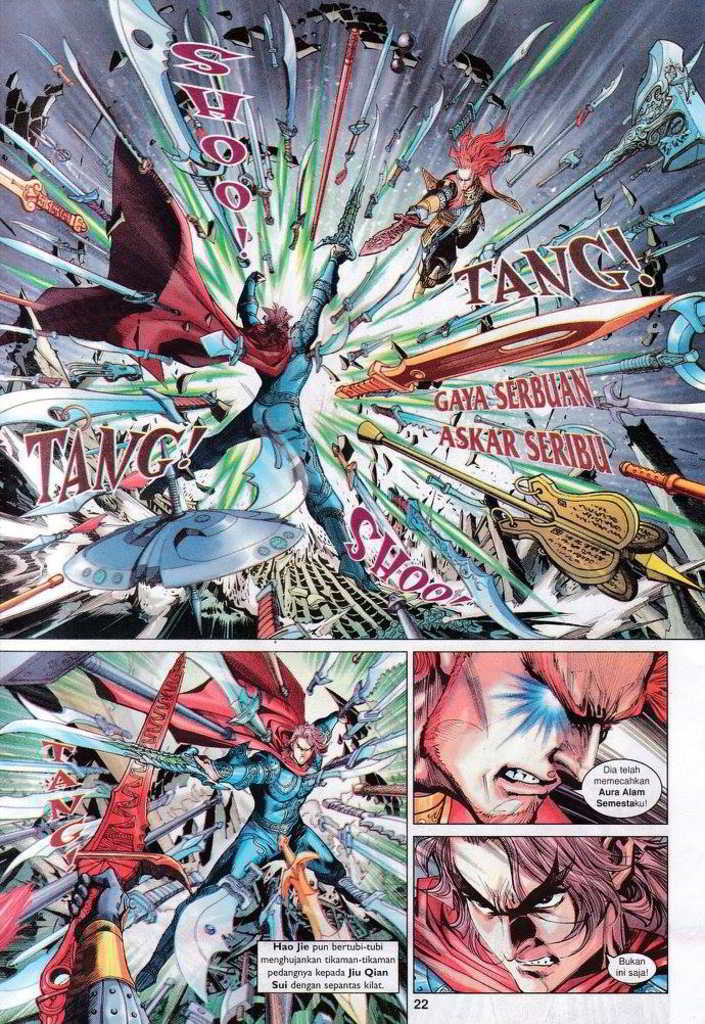 SHOO!
TANG!
GAYA SERBUAN
ASKAR SERIBU
TANG!
SHOO!
TANG!
Dia telah
memecahkan
Aura Alam
Semestaku!
Hao Jie pun bertubi-tubi
menghujankan tikaman-tikaman
pedangnya kepada Jiu Qian
Sui dengan sepantas kilat.
Bukan
ini saja!
22